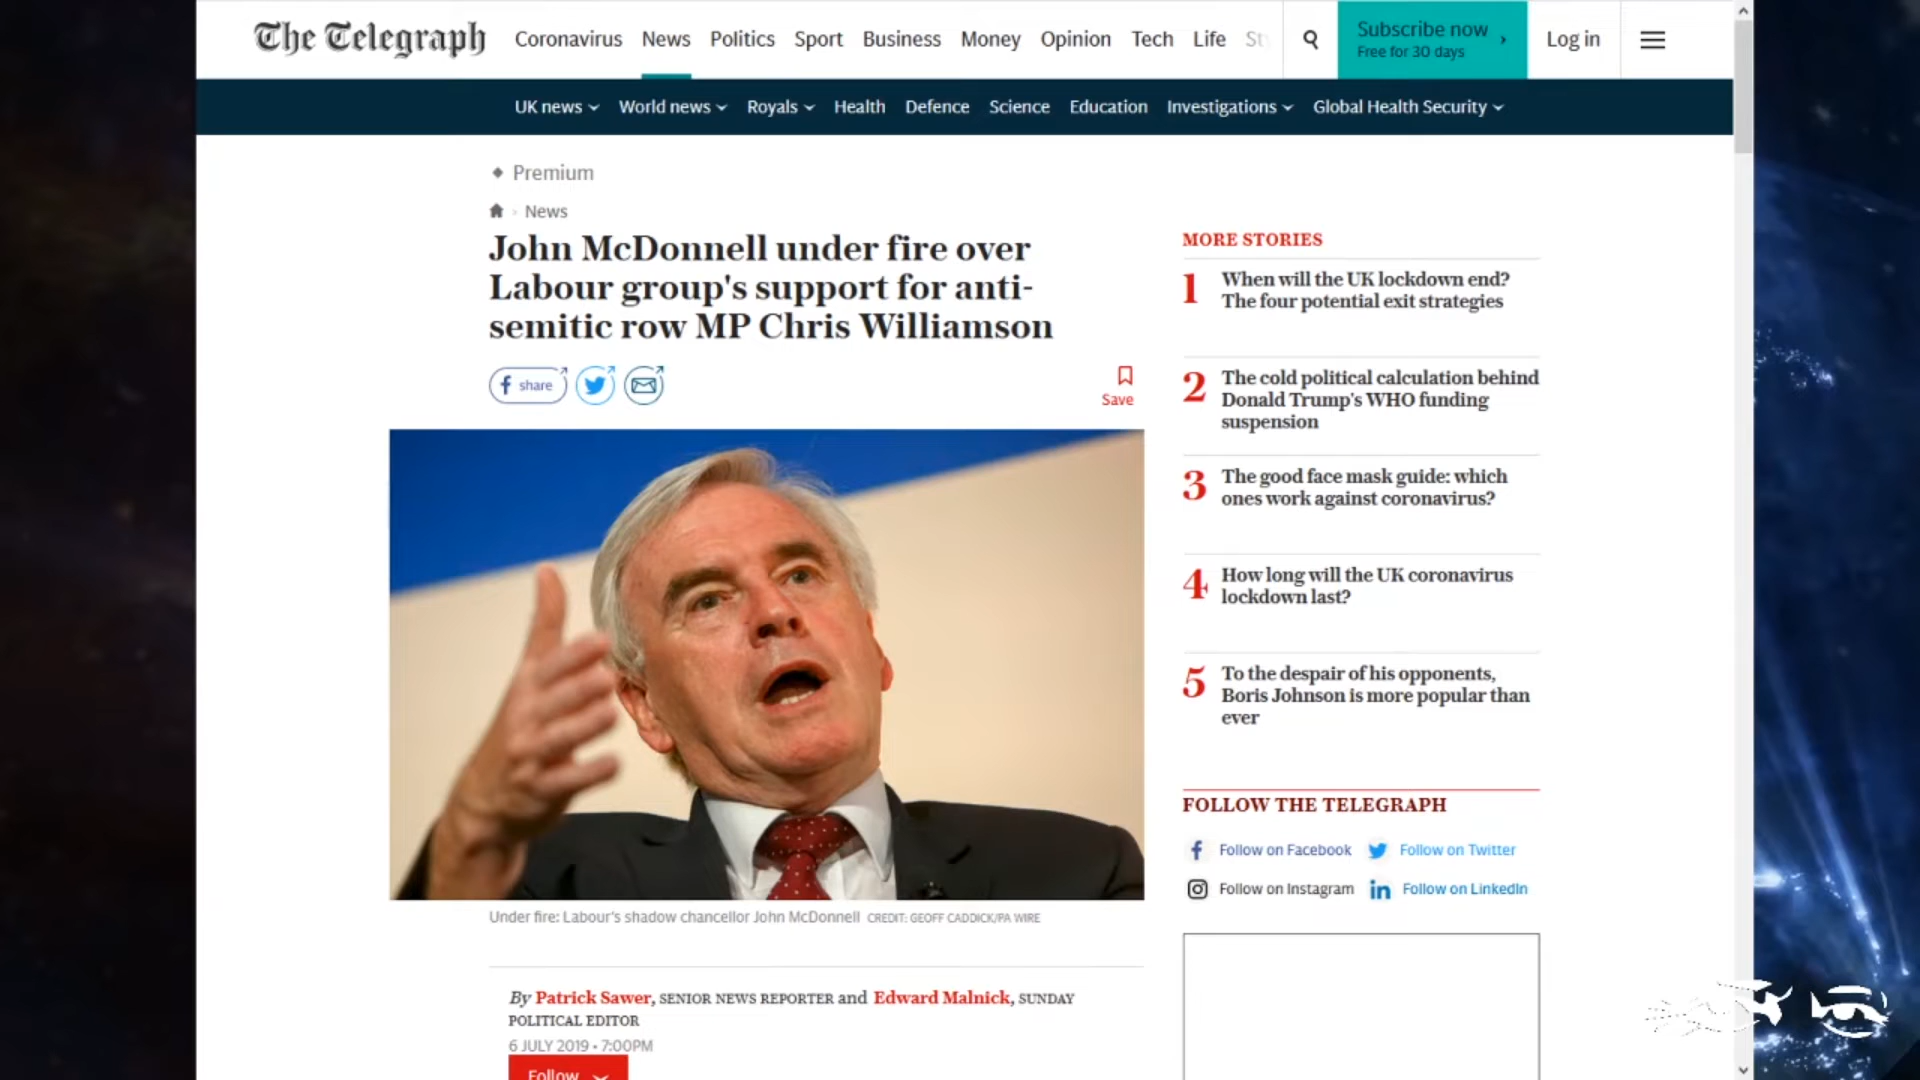 The Telegraph
Coronavirus News Politics Sport Business Money Opinion Tech Life
Subscribe now
Free for 30 days
Log in
UK news World news Royals Health Defence Science Education Investigations Global Health Security
Premium
News
John McDonnell under fire over
Labour group's support for anti-
semitic row MP Chris Williamson
share
Save
Under fire: Labour's shadow chancellor John McDonnell CREDIT: GEOFF CADDICK/PA WIRE
By Patrick Sawer, SENIOR NEWS REPORTER and Edward Malnick, SUNDAY
POLITICAL EDITOR
6 JULY 2019 • 7:00PM
Follow
MORE STORIES
1 When will the UK lockdown end?
The four potential exit strategies
2 The cold political calculation behind
Donald Trump's WHO funding
suspension
3 The good face mask guide: which
ones work against coronavirus?
4 How long will the UK coronavirus
lockdown last?
5 To the despair of his opponents,
Boris Johnson is more popular than
ever
FOLLOW THE TELEGRAPH
Follow on Facebook Follow on Twitter
Follow on Instagram Follow on LinkedIn